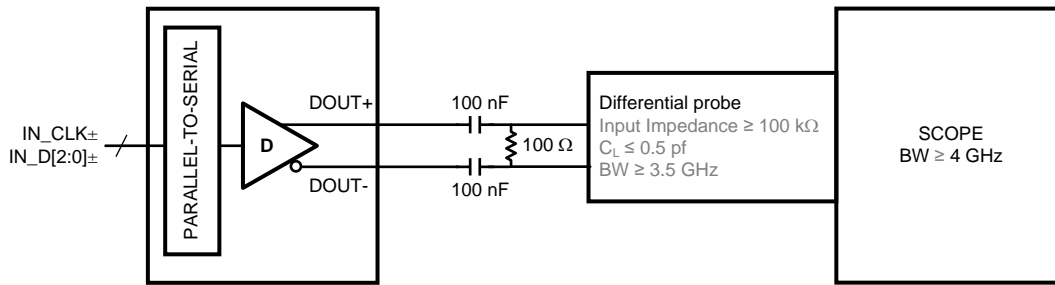 IN_CLK±
IN_D[2:0]±
PARALLEL-TO-SERIAL
D
DOUT+
DOUT-
100 nF
100 nF
100 Ω
Differential probe
Input Impedance ≥ 100 kΩ
CL ≤ 0.5 pf
BW ≥ 3.5 GHz
SCOPE
BW ≥ 4 GHz